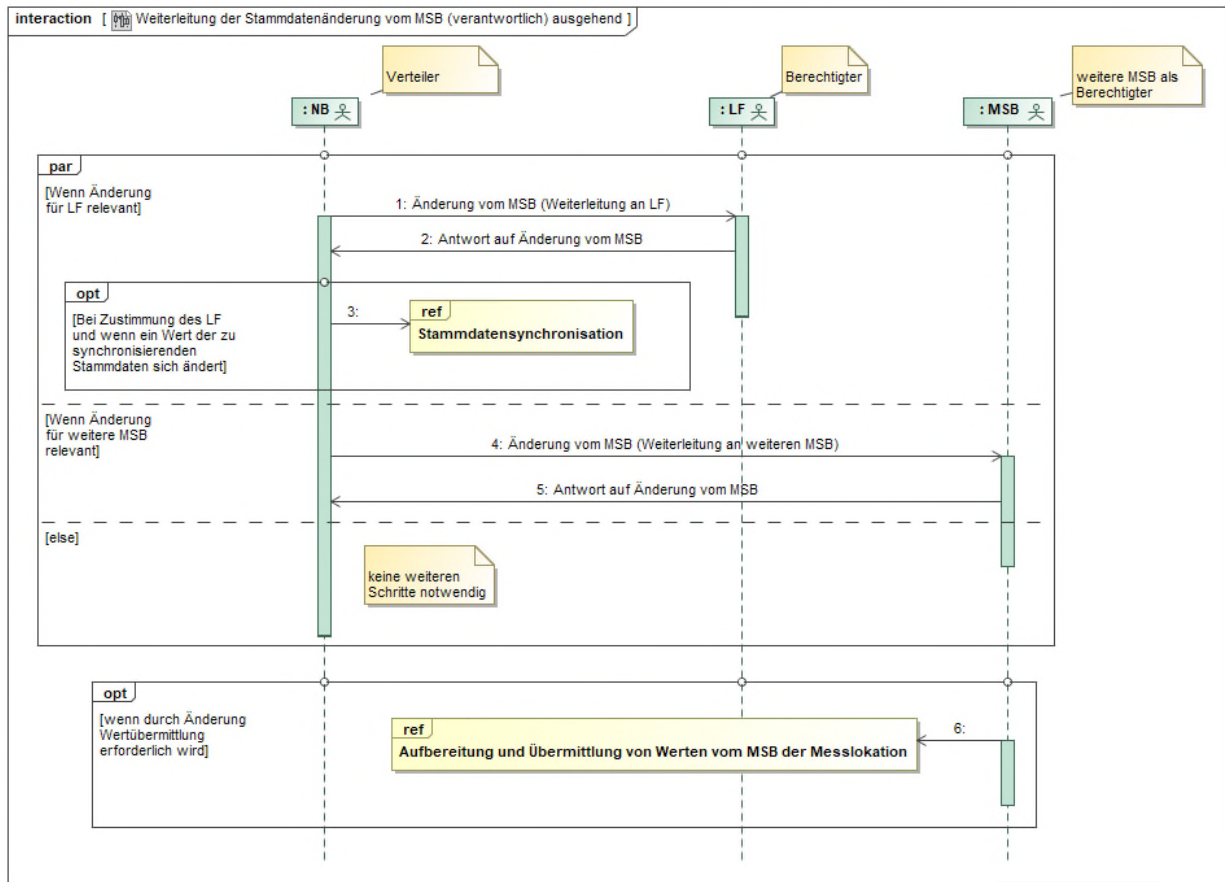 interaction [ Weiterleitung der Stammdatenänderung vom MSB (verantwortlich) ausgehend ]
Verteiler
Berechtigter
weitere MSB als
Berechtigter
: NB
: LF
: MSB
par
[Wenn Änderung
für LF relevant]
1: Änderung vom MSB (Weiterleitung an LF)
2: Antwort auf Änderung vom MSB
opt
[Bei Zustimmung des LF
und wenn ein Wert der zu
synchronisierenden
Stammdaten sich ändert]
3:
ref
Stammdatensynchronisation
[Wenn Änderung
für weitere MSB
relevant]
4: Änderung vom MSB (Weiterleitung an weiteren MSB)
5: Antwort auf Änderung vom MSB
[else]
keine weiteren
Schritte notwendig
opt
[wenn durch Änderung
Wertübermittlung
erforderlich wird]
ref
Aufbereitung und Übermittlung von Werten vom MSB der Messlokation
6: